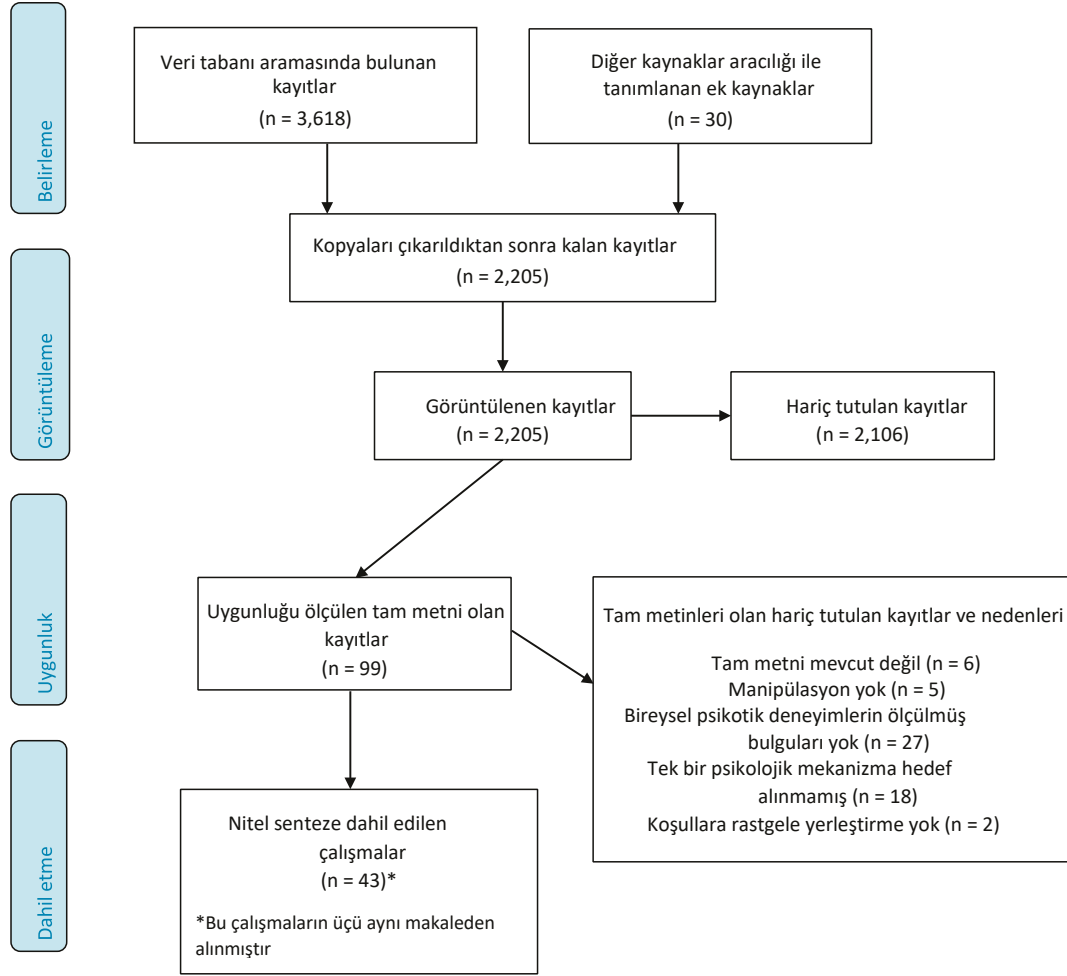 Belirleme
Veri tabanı aramasında bulunan
kayıtlar
(n = 3,618)
Diğer kaynaklar aracılığı ile
tanımlanan ek kaynaklar
(n = 30)
Kopyaları çıkarıldıktan sonra kalan kayıtlar
(n = 2,205)
Görüntüleme
Görüntülenen kayıtlar
(n = 2,205)
Hariç tutulan kayıtlar
(n = 2,106)
Uygunluk
Uygunluğu ölçülen tam metni olan
kayıtlar
(n = 99)
Tam metinleri olan hariç tutulan kayıtlar ve nedenleri
Tam metni mevcut değil (n = 6)
Manipülasyon yok (n = 5)
Bireysel psikotik deneyimlerin ölçülmüş
bulguları yok (n = 27)
Tek bir psikolojik mekanizma hedef
alınmamış (n = 18)
Koşullara rastgele yerleştirme yok (n = 2)
Dahil etme
Nitel senteze dahil edilen
çalışmalar
(n = 43)*
*Bu çalışmaların üçü aynı makaleden
alınmıştır